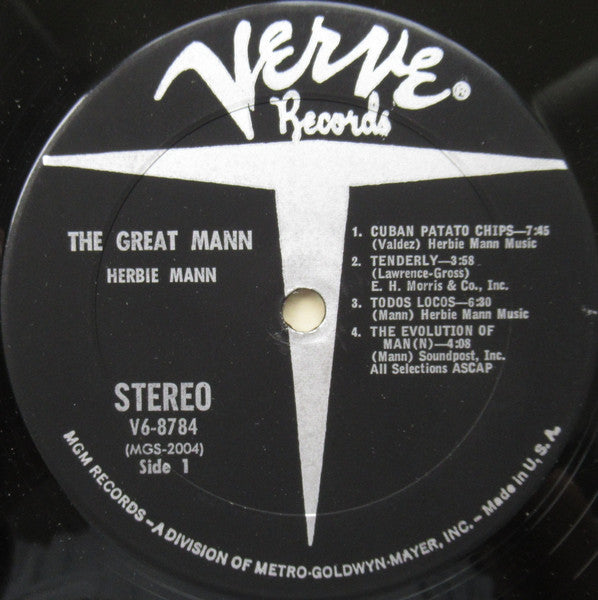 VERVE®
Records
THE GREAT MANN
HERBIE MANN
1. CUBAN PATATO CHIPS—7:45
(Valdez) Herbie Mann Music
2. TENDERLY—3:58
(Lawrence-Gross)
E. H. Morris & Co., Inc.
3. TODOS LOCOS—6:30
(Mann) Herbie Mann Music
4. THE EVOLUTION OF
MAN(N)—4:08
(Mann) Soundpost, Inc.
All Selections ASCAP
STEREO
V6-8784
(MGS-2004)
Side 1
MGM RECORDS—A DIVISION OF METRO-GOLDWYN-MAYER, INC.—Made in U. S. A.